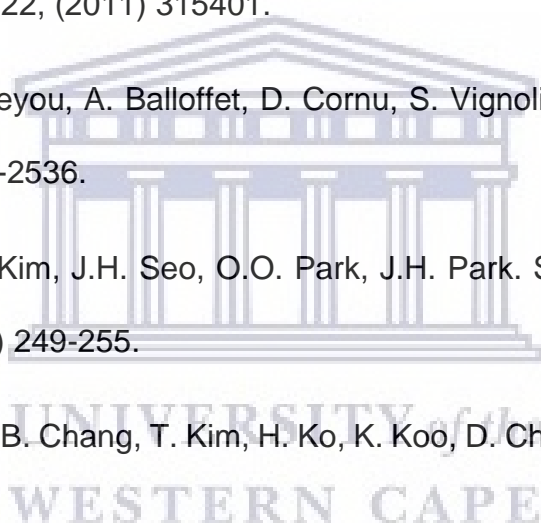 22, (2011) 315401.
eyou, A. Balloffet, D. Cornu, S. Vignoli
-2536.
Kim, J.H. Seo, O.O. Park, J.H. Park. S
) 249-255.
B. Chang, T. Kim, H. Ko, K. Koo, D. Ch
UNIVERSITY of the
WESTERN CAPE